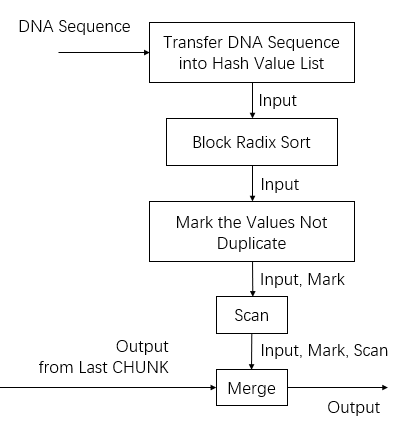 DNA Sequence
Transfer DNA Sequence
into Hash Value List
Input
Block Radix Sort
Input
Mark the Values Not
Duplicate
Input, Mark
Scan
Output
from Last CHUNK
Input, Mark, Scan
Merge
Output